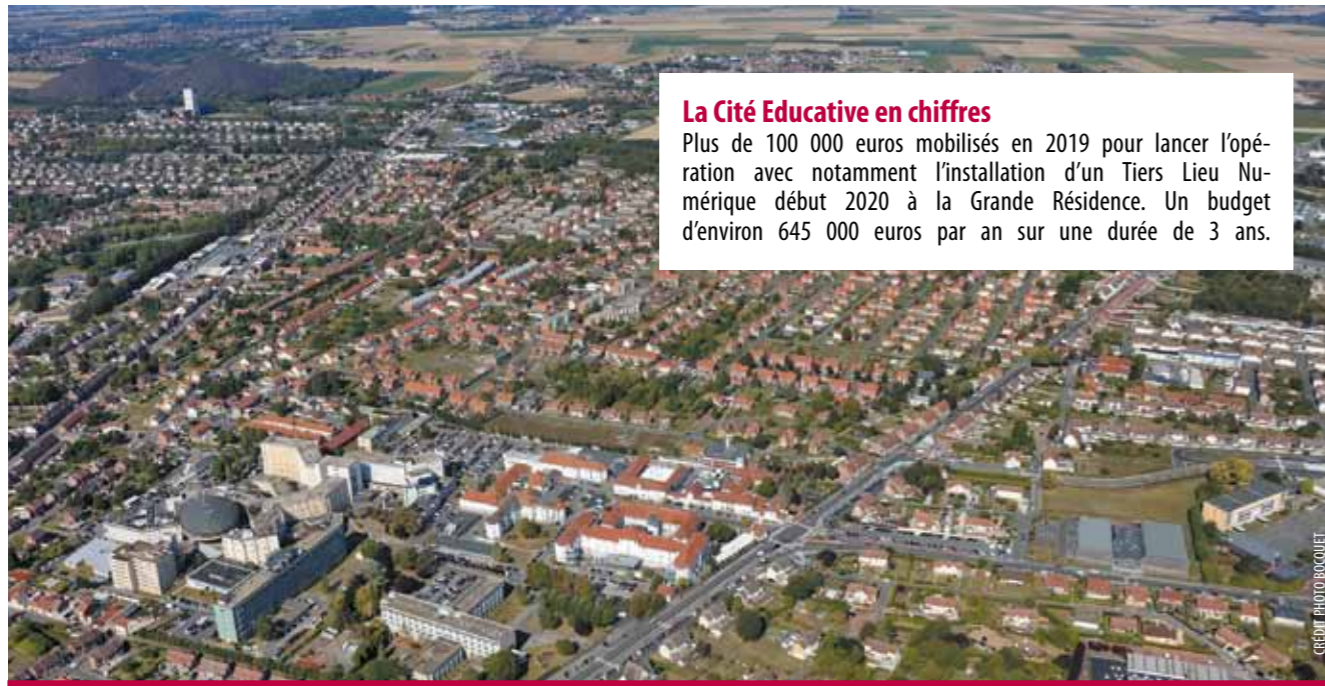 La Cité Educative en chiffres
Plus de 100 000 euros mobilisés en 2019 pour lancer l’opé-
ration avec notamment l’installation d’un Tiers Lieu Nu-
mérique début 2020 à la Grande Résidence. Un budget
d’environ 645 000 euros par an sur une durée de 3 ans.
CRÉDIT PHOTO BOCQUET